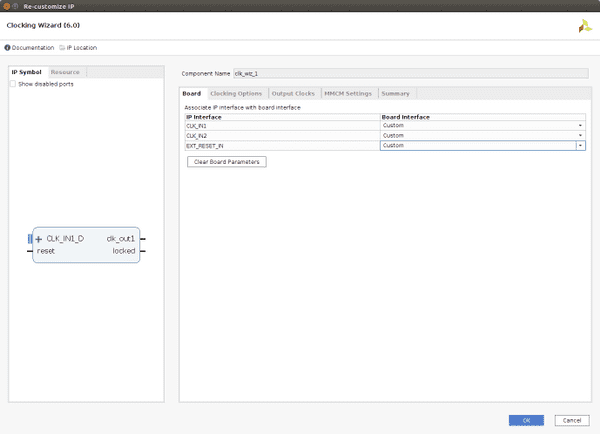 Re-customize IP
Clocking Wizard (6.0)
Documentation IP Location
IP Symbol Resource
Show disabled ports
CLK_IN1_D clk_out1
reset locked
Component Name clk_wiz_1
Board Clocking Options Output Clocks MMCM Settings Summary
Associate IP interface with board interface
IP Interface Board Interface
CLK_IN1 Custom
CLK_IN2 Custom
EXT_RESET_IN Custom
Clear Board Parameters
OK Cancel